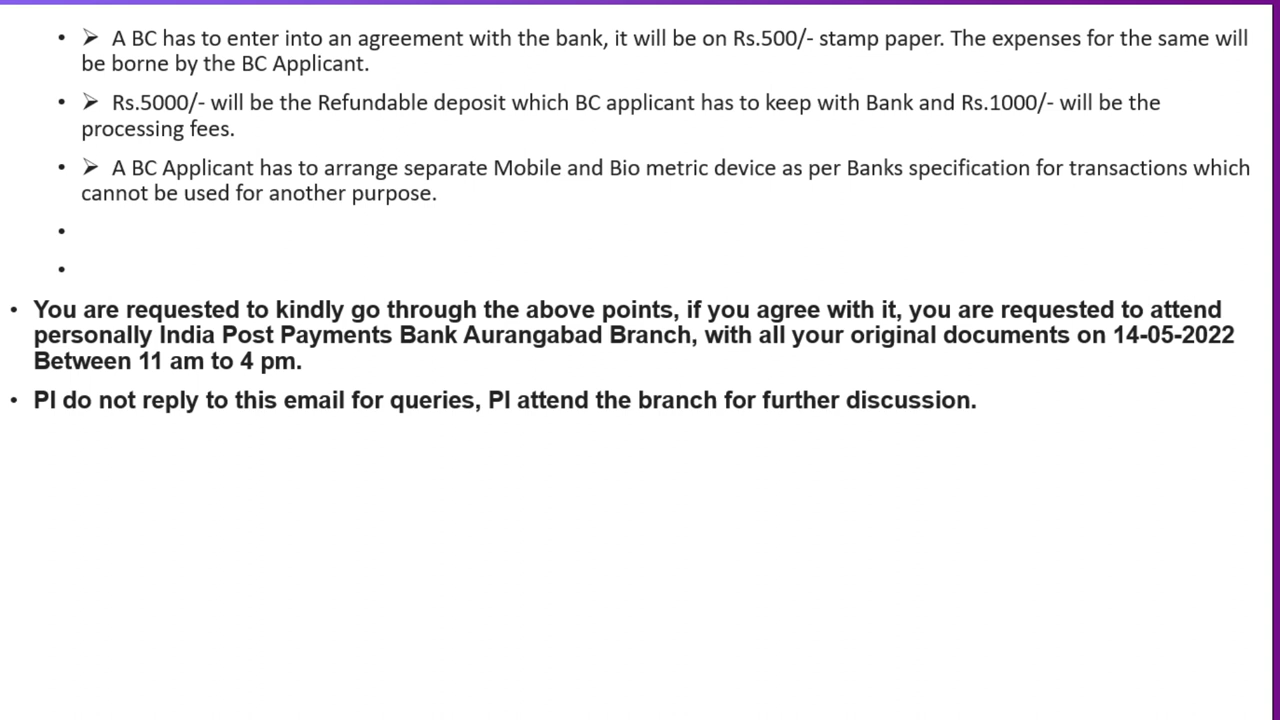 • ➢ A BC has to enter into an agreement with the bank, it will be on Rs.500/- stamp paper. The expenses for the same will
be borne by the BC Applicant.
• ➢ Rs.5000/- will be the Refundable deposit which BC applicant has to keep with Bank and Rs.1000/- will be the
processing fees.
• ➢ A BC Applicant has to arrange separate Mobile and Bio metric device as per Banks specification for transactions which
cannot be used for another purpose.
•
•
• You are requested to kindly go through the above points, if you agree with it, you are requested to attend
personally India Post Payments Bank Aurangabad Branch, with all your original documents on 14-05-2022
Between 11 am to 4 pm.
• Pl do not reply to this email for queries, Pl attend the branch for further discussion.